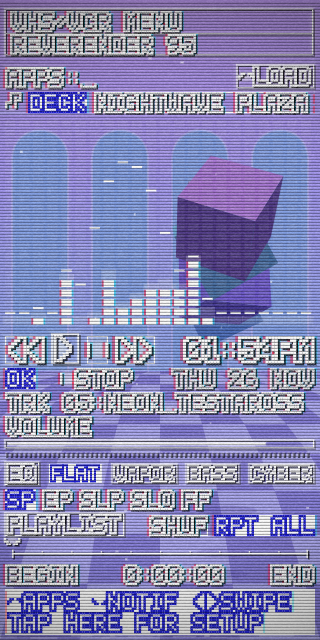 VHS/VCR MENU
REWERENDER '95
APPS::_ LOAD
DECK NIGHTWAVE PLAZA
01:54PM
OK STOP THU 26 NOV
TRK 05:NEON_TESTAROSS
VOLUME
EQ: FLAT VAPOR BASS CYBER
SP EP SLP SLO FF
PLAYLIST SHUF RPT ALL
BEGIN 0:00:00 END
APPS NOTIF SWIPE
TAP HERE FOR SETUP